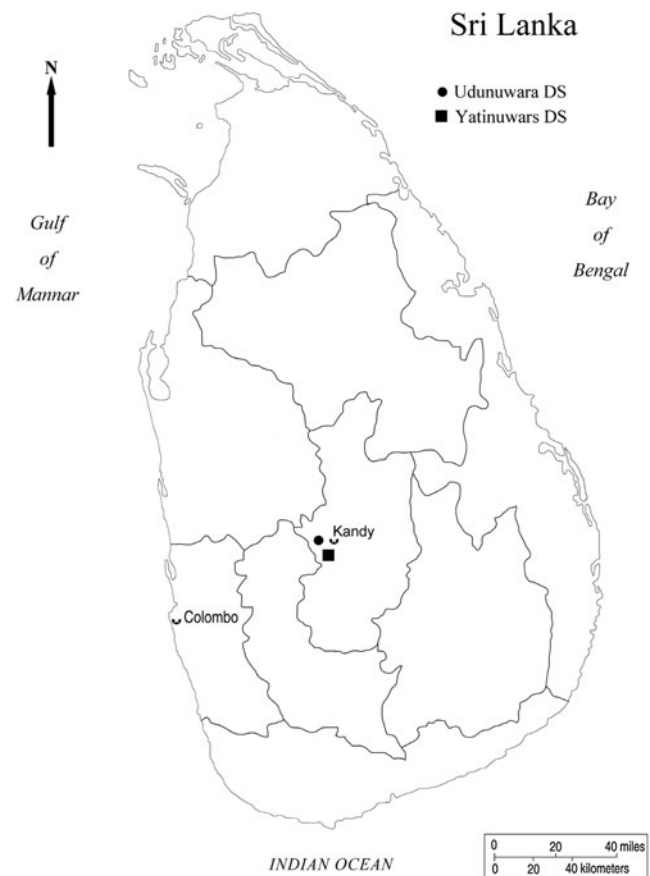 Sri Lanka
N
Udunuwara DS
Yatinuwars DS
Gulf
of
Mannar
Bay
of
Bengal
Kandy
Colombo
0 20 40 miles
0 20 40 kilometers
INDIAN OCEAN